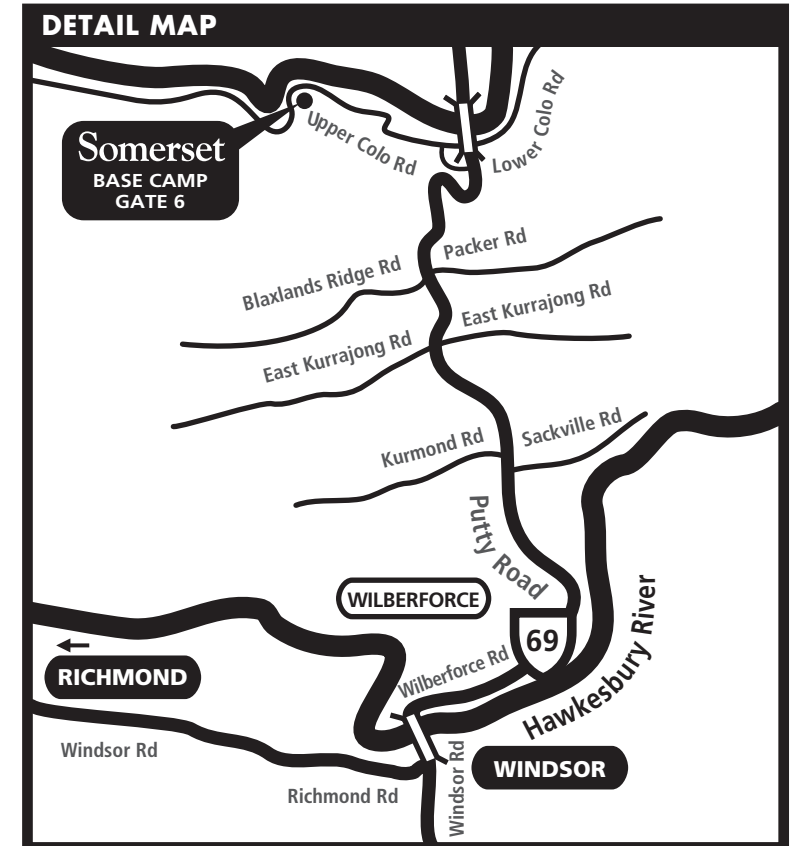 DETAIL MAP
Lower Colo Rd
Upper Colo Rd
Somerset
BASE CAMP
GATE 6
Packer Rd
Blaxlands Ridge Rd
East Kurrajong Rd
East Kurrajong Rd
Sackville Rd
Kurmond Rd
Putty Road
WILBERFORCE
69
Hawkesbury River
RICHMOND
Wilberforce Rd
Windsor Rd
Windsor Rd
WINDSOR
Richmond Rd